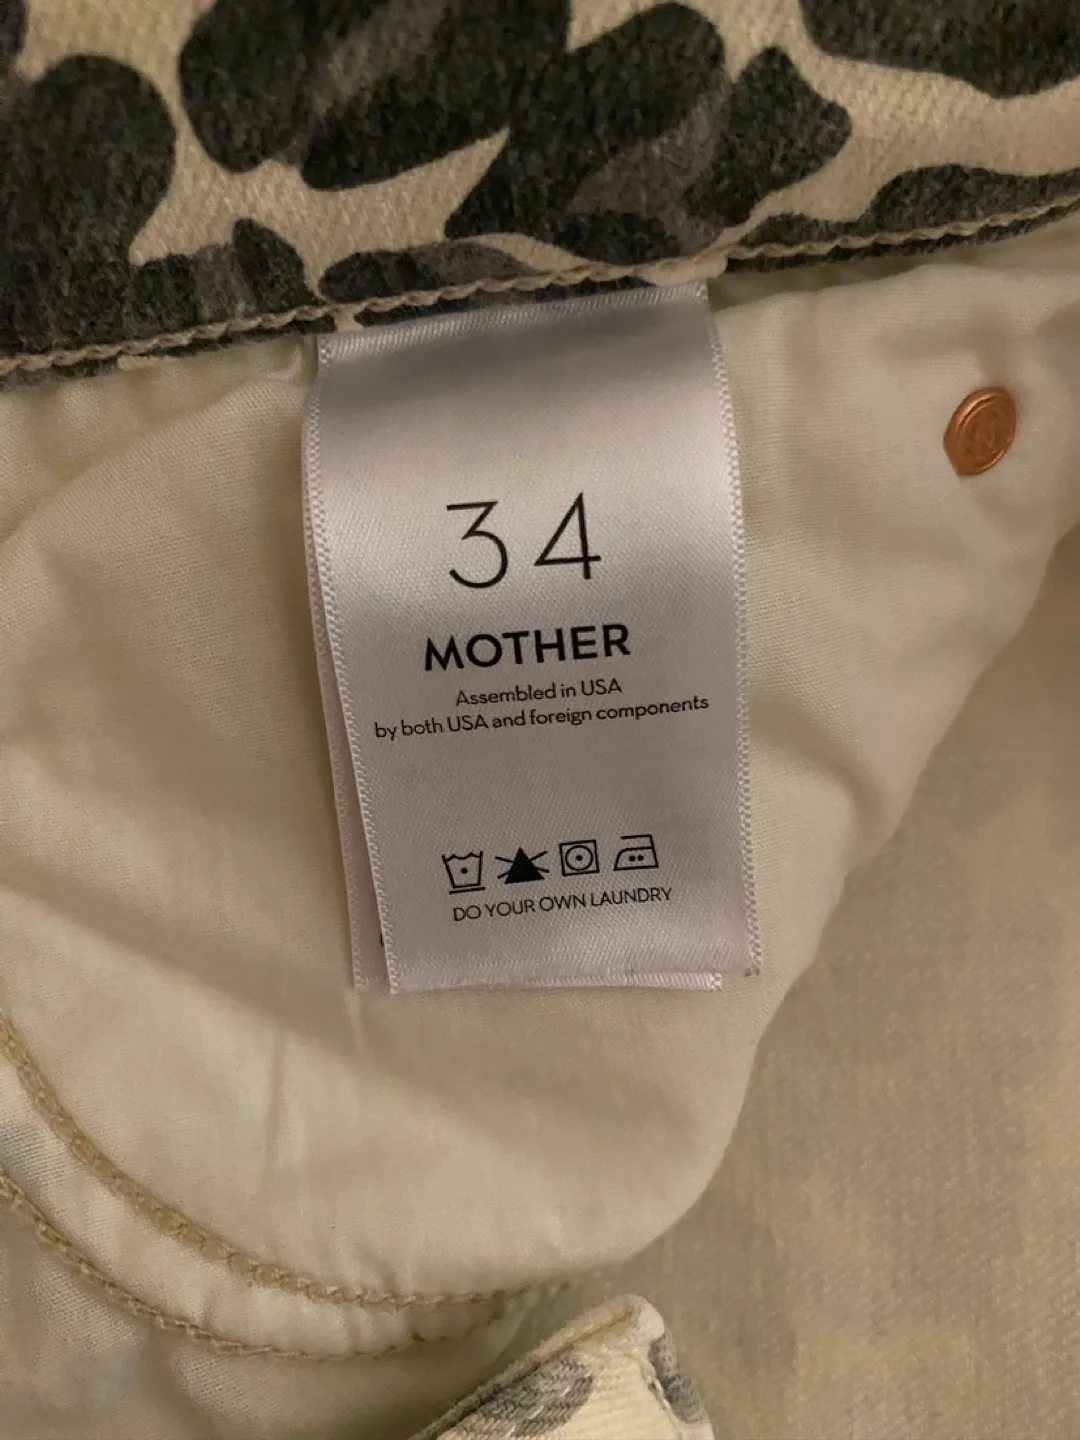 34
MOTHER
Assembled in USA
by both USA and foreign components
DO YOUR OWN LAUNDRY